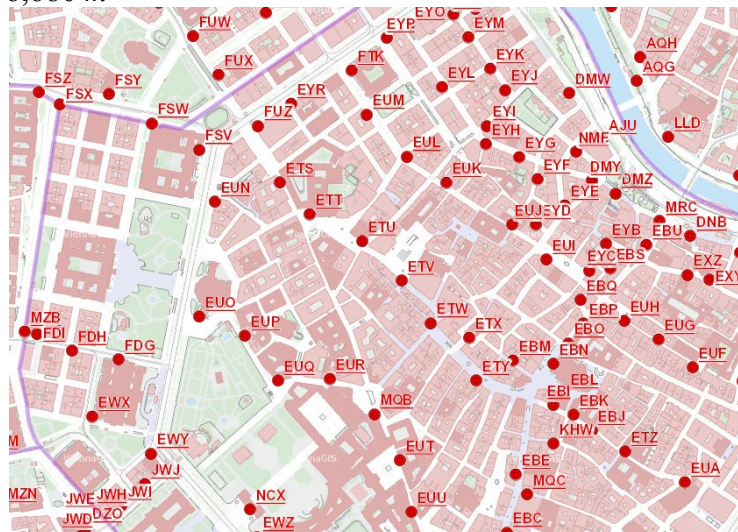 EYO
FUW
EYP
EYM
FUX
FTK
EYK
AQH
FSZ
FSY
EYL
EYJ
DMW
AQG
FSX
EYR
FSW
FUZ
EUM
EYI
AJU
LLD
FSV
EYH
NMF
EUL
EYG
ETS
EUK
EYF
DMY
DMZ
EUN
EYE
ETT
EUJ
EYD
MRC
ETU
EYB
EBU
DNB
EUI
EYC
EBS
EXZ
EXY
ETV
EBQ
EUO
ETW
EBP
EUH
MZB
FDI
EUP
ETX
EBO
EUG
FDH
FDG
EBM
EBN
EUF
EUQ
EUR
ETY
EBL
EWX
MQB
EBI
EBK
EBJ
EWY
KHW
ETZ
M
EUT
JWJ
EBE
EUA
MZN
JWE
JWH
JWI
MQC
JWD
DZO
NCX
EUU
EWZ
EBC